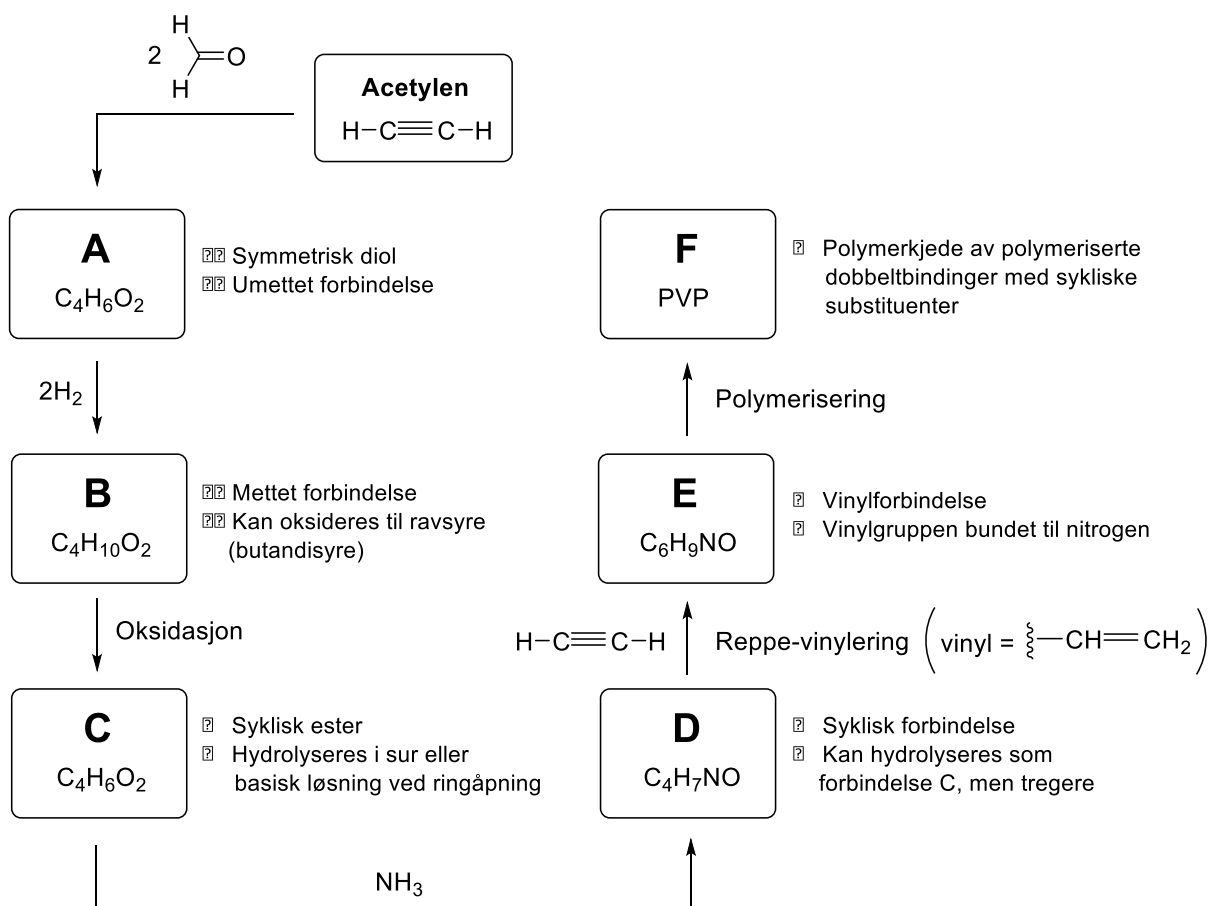 2 H
H
O
Acetylen
H–C≡C–H
A
C₄H₆O₂
Symmetrisk diol
Umettet forbindelse
2H₂
B
C₄H₁₀O₂
Mettet forbindelse
Kan oksideres til ravsyre
(butandisyre)
Oksidasjon
C
C₄H₆O₂
Syklisk ester
Hydrolyseres i sur eller
basisk løsning ved ringåpning
NH₃
D
C₄H₇NO
Syklisk forbindelse
Kan hydrolyseres som
forbindelse C, men tregere
H–C≡C–H
Reppe-vinylering (vinyl = –CH=CH₂)
E
C₆H₉NO
Vinylforbindelse
Vinylgruppen bundet til nitrogen
Polymerisering
F
PVP
Polymerkjede av polymeriserte
dobbeltbindinger med sykliske
substituenter